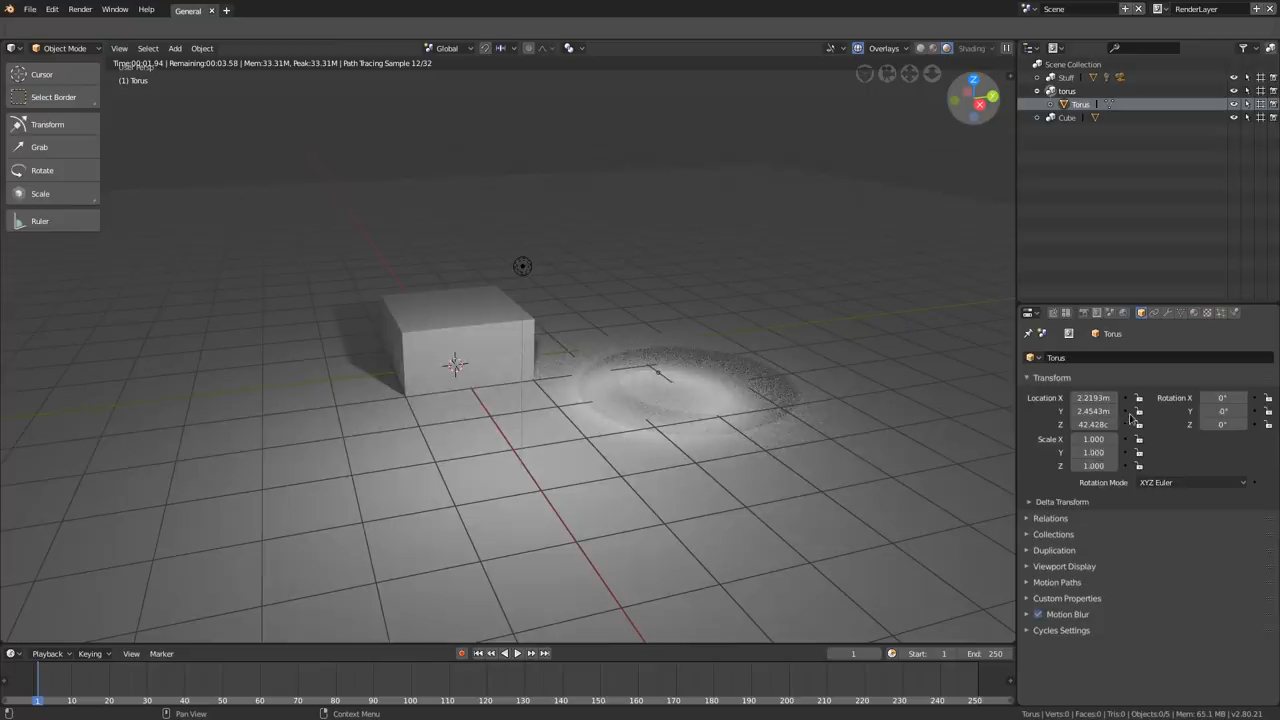 File Edit Render Window Help General
Scene RenderLayer
Object Mode View Select Add Object Global Overlays Shading
Time:00:01.94 | Remaining:00:03.58 | Mem:33.31M, Peak:33.31M | Path Tracing Sample 12/32
(1) Torus
Cursor
Select Border
Transform
Grab
Rotate
Scale
Ruler
Z
Y
X
Scene Collection
Stuff
torus
Torus
Cube
Torus
Torus
Transform
Location X 2.2193m Rotation X 0°
Y 2.4543m Y 0°
Z 42.428c Z 0°
Scale X 1.000
Y 1.000
Z 1.000
Rotation Mode XYZ Euler
Delta Transform
Relations
Collections
Duplication
Viewport Display
Motion Paths
Custom Properties
Motion Blur
Cycles Settings
Playback Keying View Marker 1 Start: 1 End: 250
1 10 20 30 40 50 60 70 80 90 100 110 120 130 140 150 160 170 180 190 200 210 220 230 240 250
Pan View Context Menu Torus | Verts:0 | Faces:0 | Tris:0 | Objects:0/5 | Mem: 65.1 MB | v2.80.21